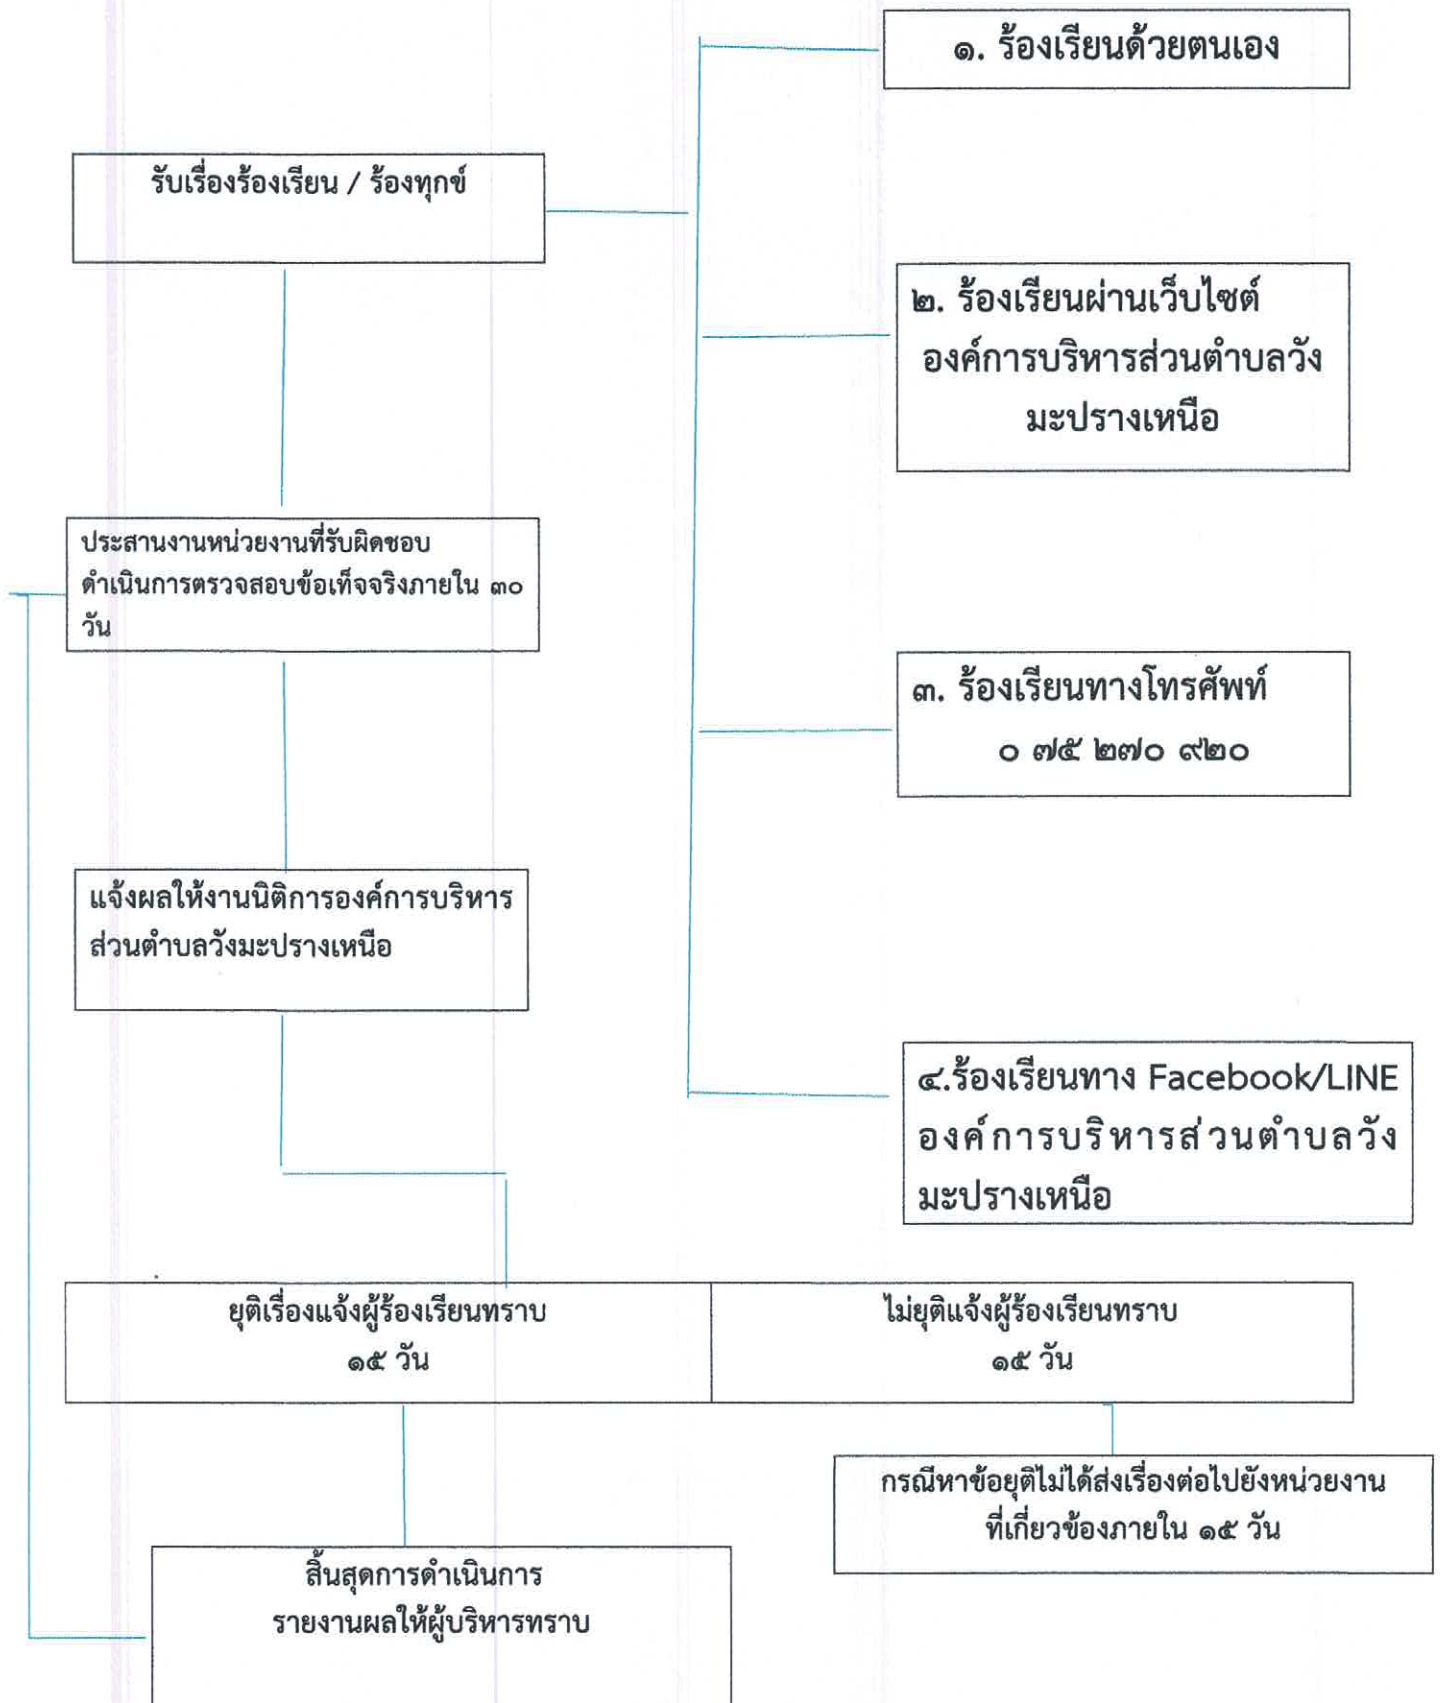 ๑. ร้องเรียนด้วยตนเอง
รับเรื่องร้องเรียน / ร้องทุกข์
๒. ร้องเรียนผ่านเว็บไซต์
องค์การบริหารส่วนตำบลวัง
มะปรางเหนือ
ประสานงานหน่วยงานที่รับผิดชอบ
ดำเนินการตรวจสอบข้อเท็จจริงภายใน ๓๐
วัน
๓. ร้องเรียนทางโทรศัพท์
๐ ๗๕ ๒๗๐ ๙๒๐
แจ้งผลให้งานนิติการองค์การบริหาร
ส่วนตำบลวังมะปรางเหนือ
๔.ร้องเรียนทาง Facebook/LINE
องค์การบริหารส่วนตำบลวัง
มะปรางเหนือ
ยุติเรื่องแจ้งผู้ร้องเรียนทราบ
๑๕ วัน
ไม่ยุติแจ้งผู้ร้องเรียนทราบ
๑๕ วัน
กรณีหาข้อยุติไม่ได้ส่งเรื่องต่อไปยังหน่วยงาน
ที่เกี่ยวข้องภายใน ๑๕ วัน
สิ้นสุดการดำเนินการ
รายงานผลให้ผู้บริหารทราบ